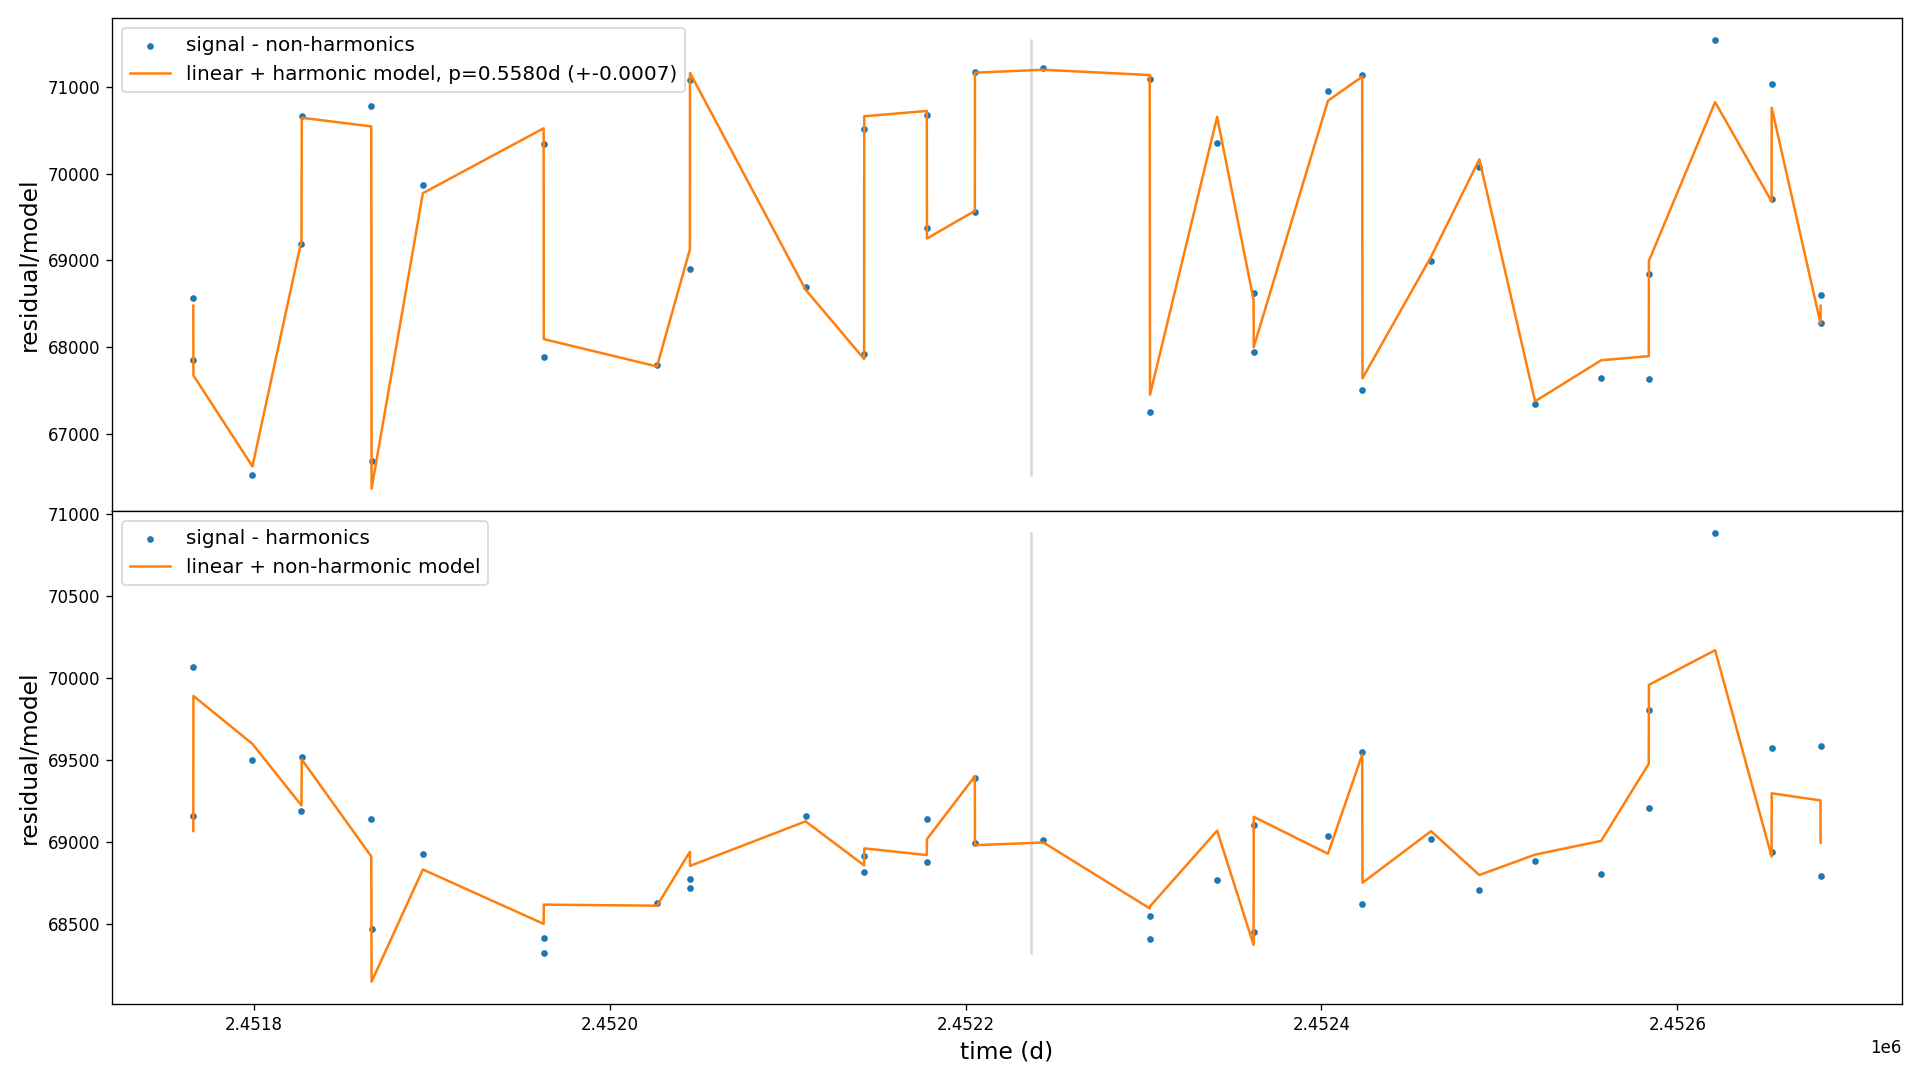 signal - non-harmonics
linear + harmonic model, p=0.5580d (+-0.0007)
71000
70000
69000
68000
67000
residual/model
signal - harmonics
linear + non-harmonic model
71000
70500
70000
69500
69000
68500
residual/model
2.4518 2.4520 2.4522 2.4524 2.4526
time (d)
1e6